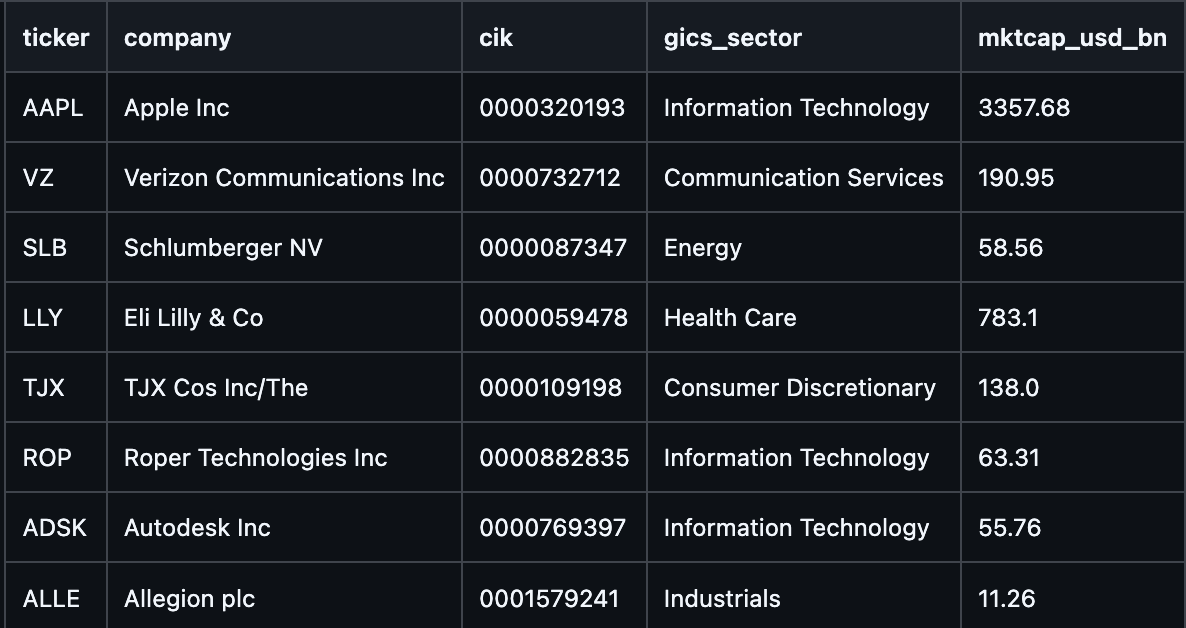 ticker company cik gics_sector mktcap_usd_bn
AAPL Apple Inc 0000320193 Information Technology 3357.68
VZ Verizon Communications Inc 0000732712 Communication Services 190.95
SLB Schlumberger NV 0000087347 Energy 58.56
LLY Eli Lilly & Co 0000059478 Health Care 783.1
TJX TJX Cos Inc/The 0000109198 Consumer Discretionary 138.0
ROP Roper Technologies Inc 0000882835 Information Technology 63.31
ADSK Autodesk Inc 0000769397 Information Technology 55.76
ALLE Allegion plc 0001579241 Industrials 11.26